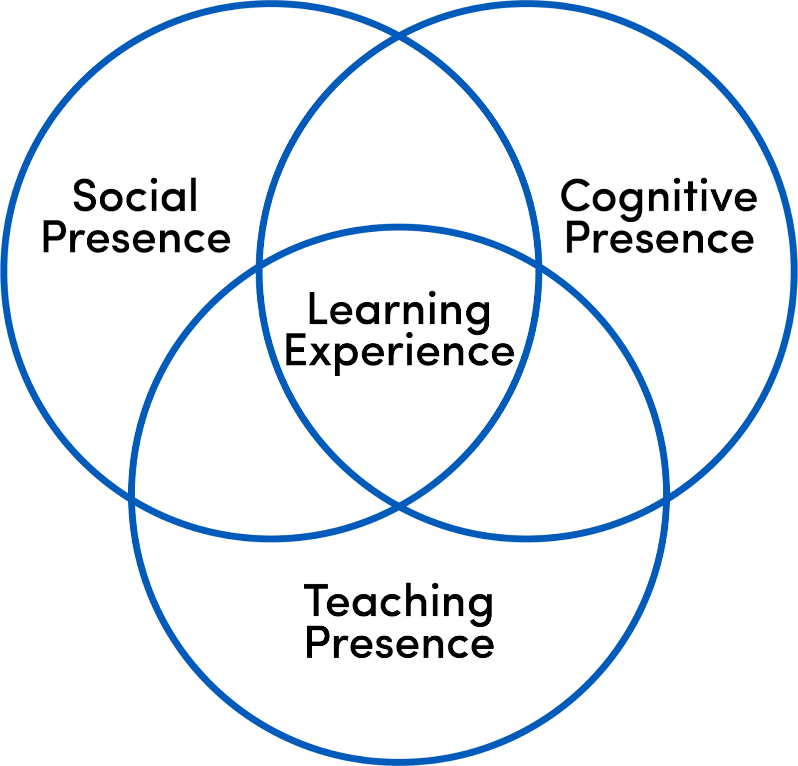 Social
Presence
Cognitive
Presence
Learning
Experience
Teaching
Presence